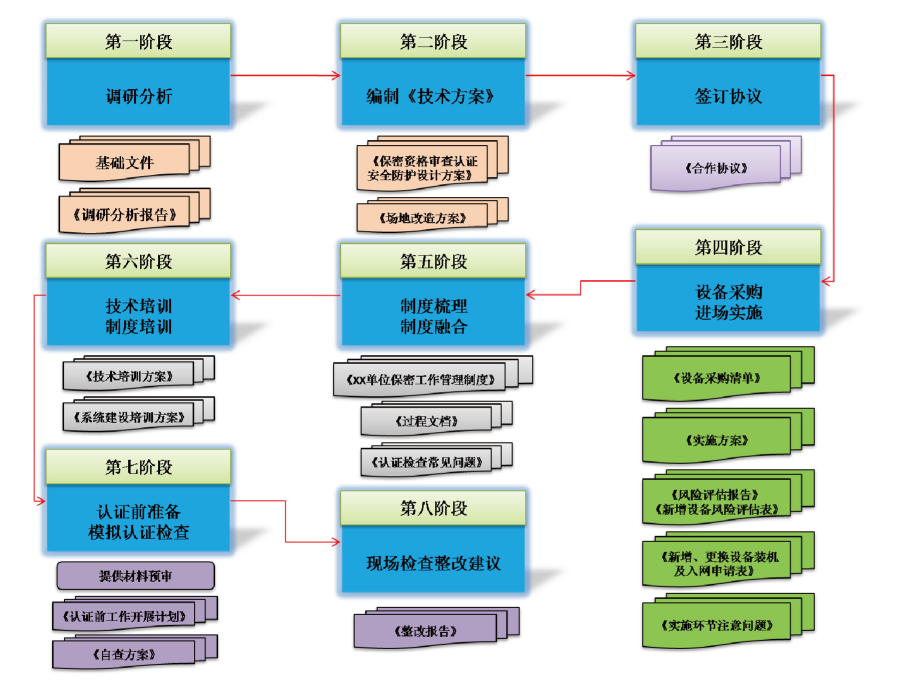 第一阶段
调研分析
基础文件
《调研分析报告》
第二阶段
编制《技术方案》
《保密资格审查认证
安全防护设计方案》
《场地改造方案》
第三阶段
签订协议
《合作协议》
第四阶段
设备采购
进场实施
《设备采购清单》
《实施方案》
《风险评估报告》
《新增设备风险评估表》
《新增、更换设备装机
及入网申请表》
《实施环节注意问题》
第五阶段
制度梳理
制度融合
《XX单位保密工作管理制度》
《过程文档》
《认证检查常见问题》
第六阶段
技术培训
制度培训
《技术培训方案》
《系统建设培训方案》
第七阶段
认证前准备
模拟认证检查
提供材料预审
《认证前工作开展计划》
《自查方案》
第八阶段
现场检查整改建议
《整改报告》